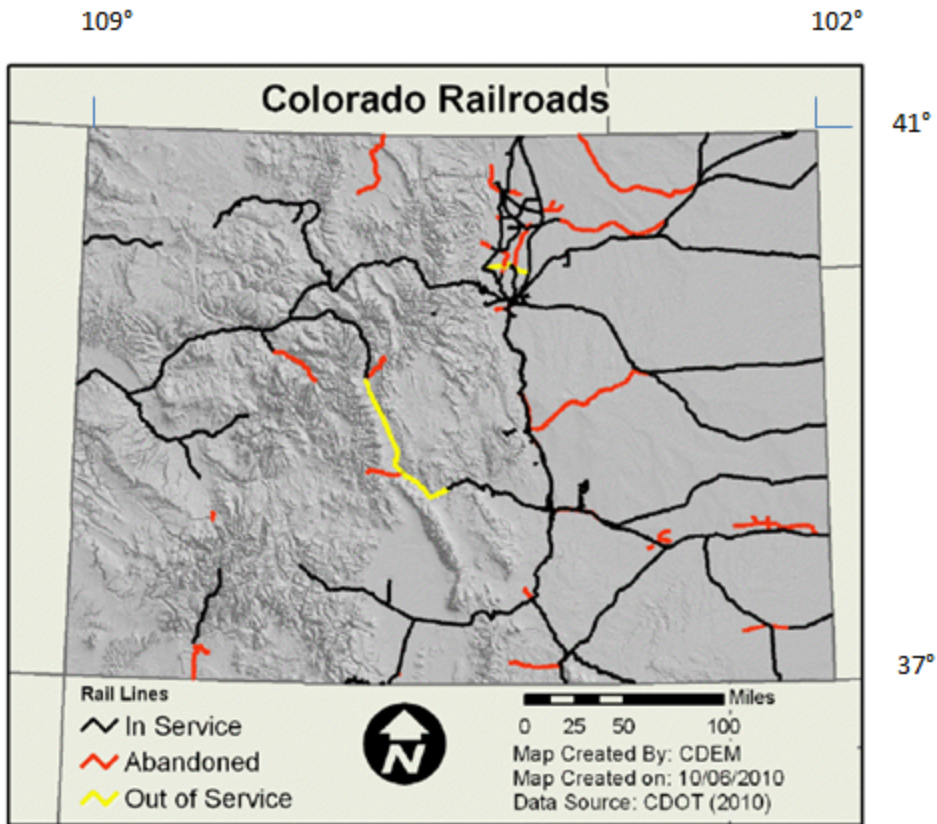 109°
102°
Colorado Railroads
41°
37°
Rail Lines
In Service
Abandoned
Out of Service
N
Miles
0 25 50 100
Map Created By: CDEM
Map Created on: 10/06/2010
Data Source: CDOT (2010)